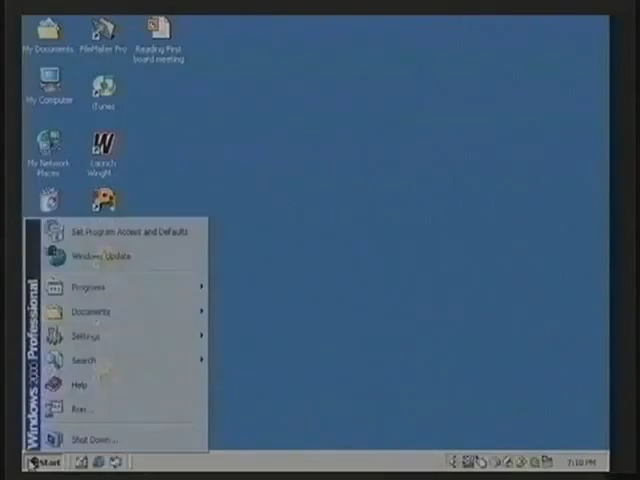 My Documents
FileMaker Pro
Reading First
board meeting
My Computer
iTunes
My Network
Places
Launch
WingM...
Set Program Access and Defaults
Windows Update
Programs
Documents
Settings
Search
Help
Run...
Shut Down...
Windows 2000 Professional
Start
7:10 PM